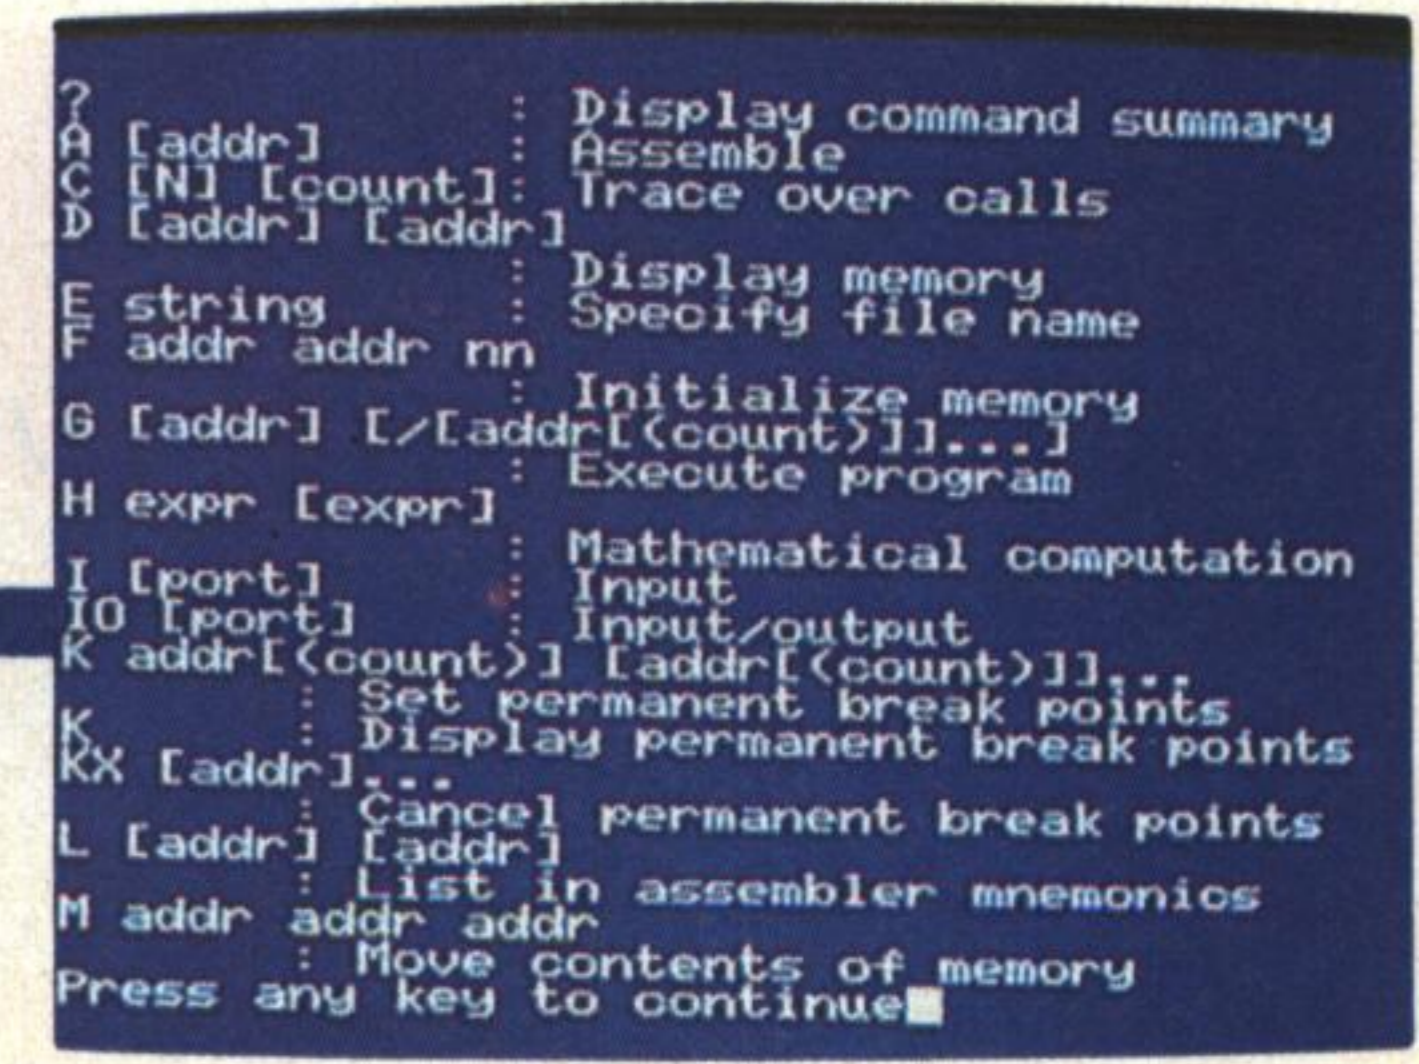 ? : Display command summary
A [addr] : Assemble
C [N] [count]: Trace over calls
D [addr] [addr]
: Display memory
E string : Specify file name
F addr addr nn
: Initialize memory
G [addr] [/[addr[(count)]]...]
: Execute program
H expr [expr]
: Mathematical computation
I [port] : Input
IO [port] : Input/output
K addr[(count)] [addr[(count)]]...
: Set permanent break points
K : Display permanent break points
KX [addr]...
: Cancel permanent break points
L [addr] [addr]
: List in assembler mnemonics
M addr addr addr
: Move contents of memory
Press any key to continue